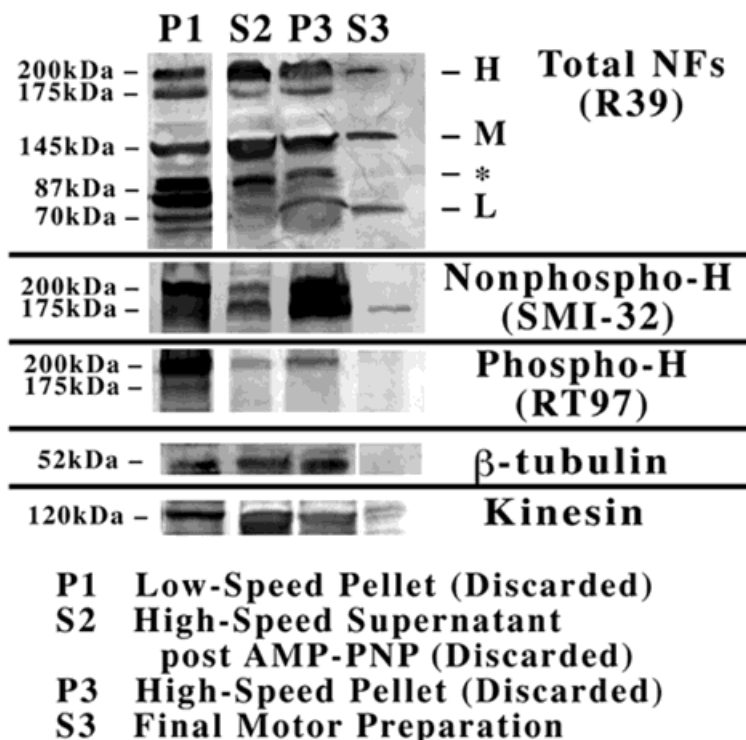 P1 S2 P3 S3
200kDa – – H Total NFs
175kDa – (R39)
145kDa – – M
87kDa – – *
70kDa – – L
200kDa – Nonphospho-H
175kDa – (SMI-32)
200kDa – Phospho-H
175kDa – (RT97)
52kDa – β-tubulin
120kDa – Kinesin
P1 Low-Speed Pellet (Discarded)
S2 High-Speed Supernatant
post AMP-PNP (Discarded)
P3 High-Speed Pellet (Discarded)
S3 Final Motor Preparation